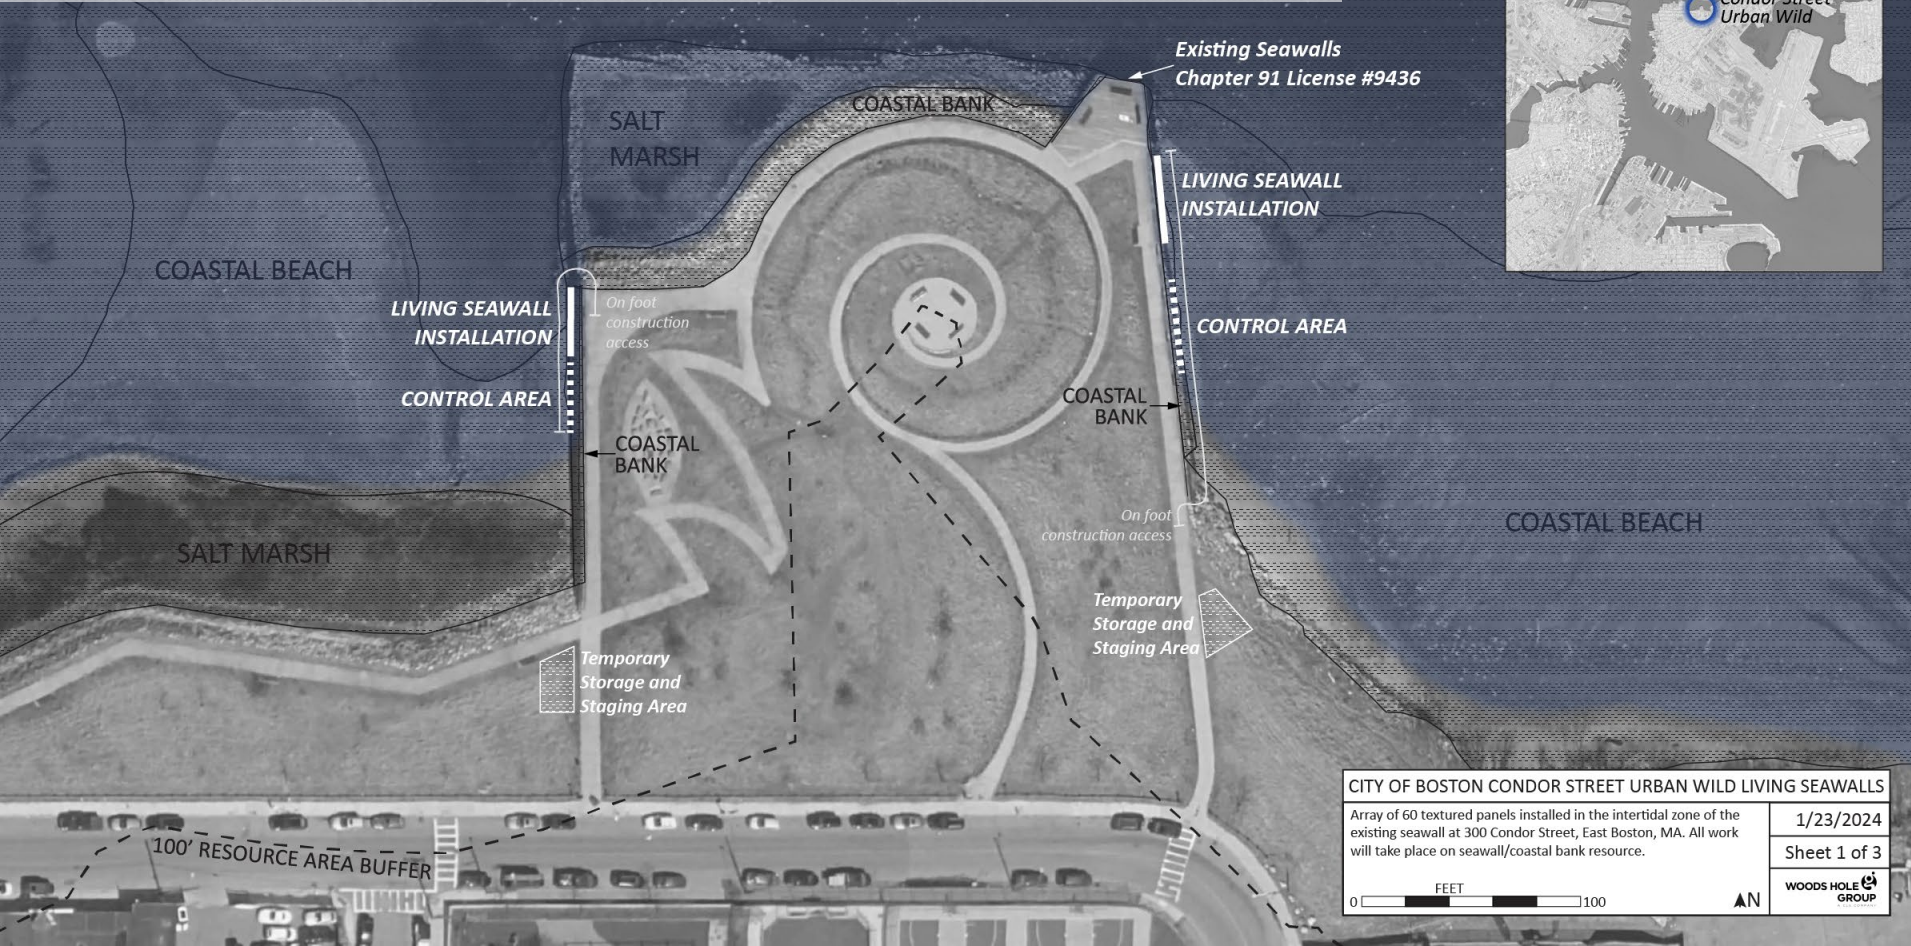 Condor Street
Urban Wild
Existing Seawalls
Chapter 91 License #9436
COASTAL BANK
SALT
MARSH
LIVING SEAWALL
INSTALLATION
COASTAL BEACH
LIVING SEAWALL
INSTALLATION
On foot
construction
access
CONTROL AREA
CONTROL AREA
COASTAL
BANK
COASTAL
BANK
On foot
construction access
COASTAL BEACH
SALT MARSH
Temporary
Storage and
Staging Area
Temporary
Storage and
Staging Area
100' RESOURCE AREA BUFFER
CITY OF BOSTON CONDOR STREET URBAN WILD LIVING SEAWALLS
Array of 60 textured panels installed in the intertidal zone of the
existing seawall at 300 Condor Street, East Boston, MA. All work
will take place on seawall/coastal bank resource.
1/23/2024
Sheet 1 of 3
FEET
0 100
N
WOODS HOLE
GROUP